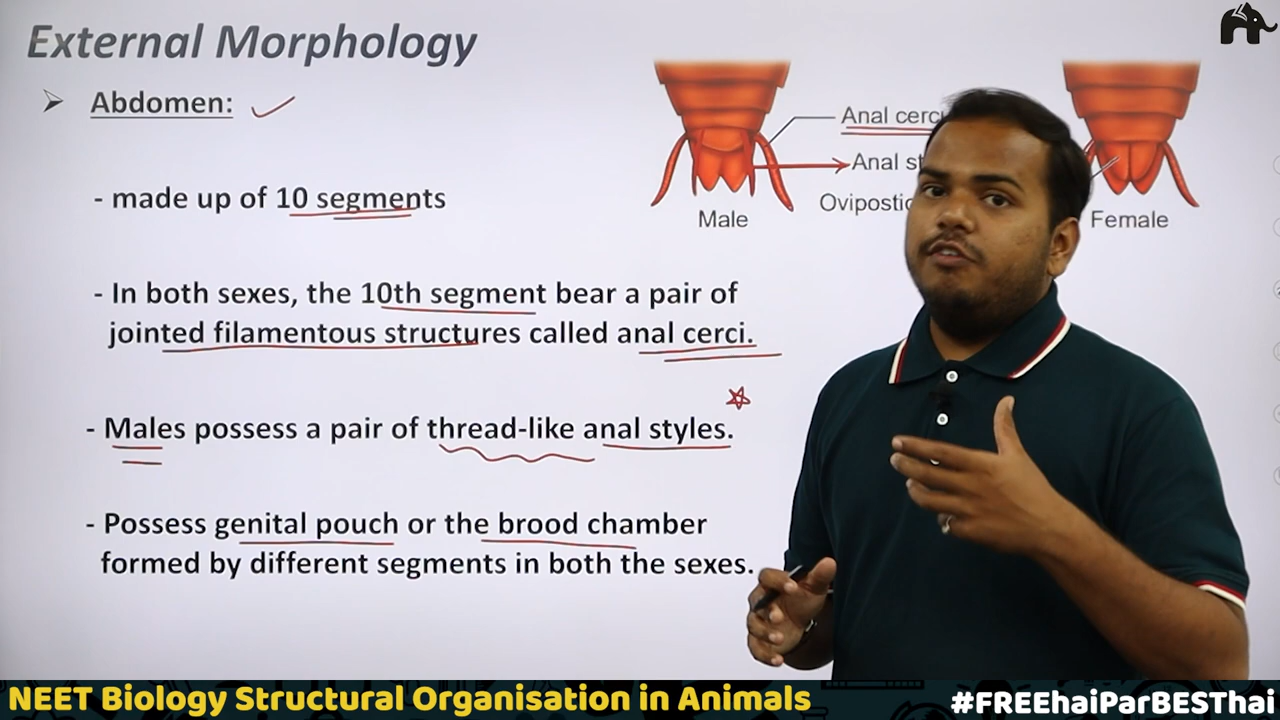 External Morphology
➤ Abdomen:
- made up of 10 segments
- In both sexes, the 10th segment bear a pair of
jointed filamentous structures called anal cerci.
- Males possess a pair of thread-like anal styles.
- Possess genital pouch or the brood chamber
formed by different segments in both the sexes.
Anal
Anal
Male
Female
NEET Biology Structural Organisation in Animals
#FREEhaiParBESThai